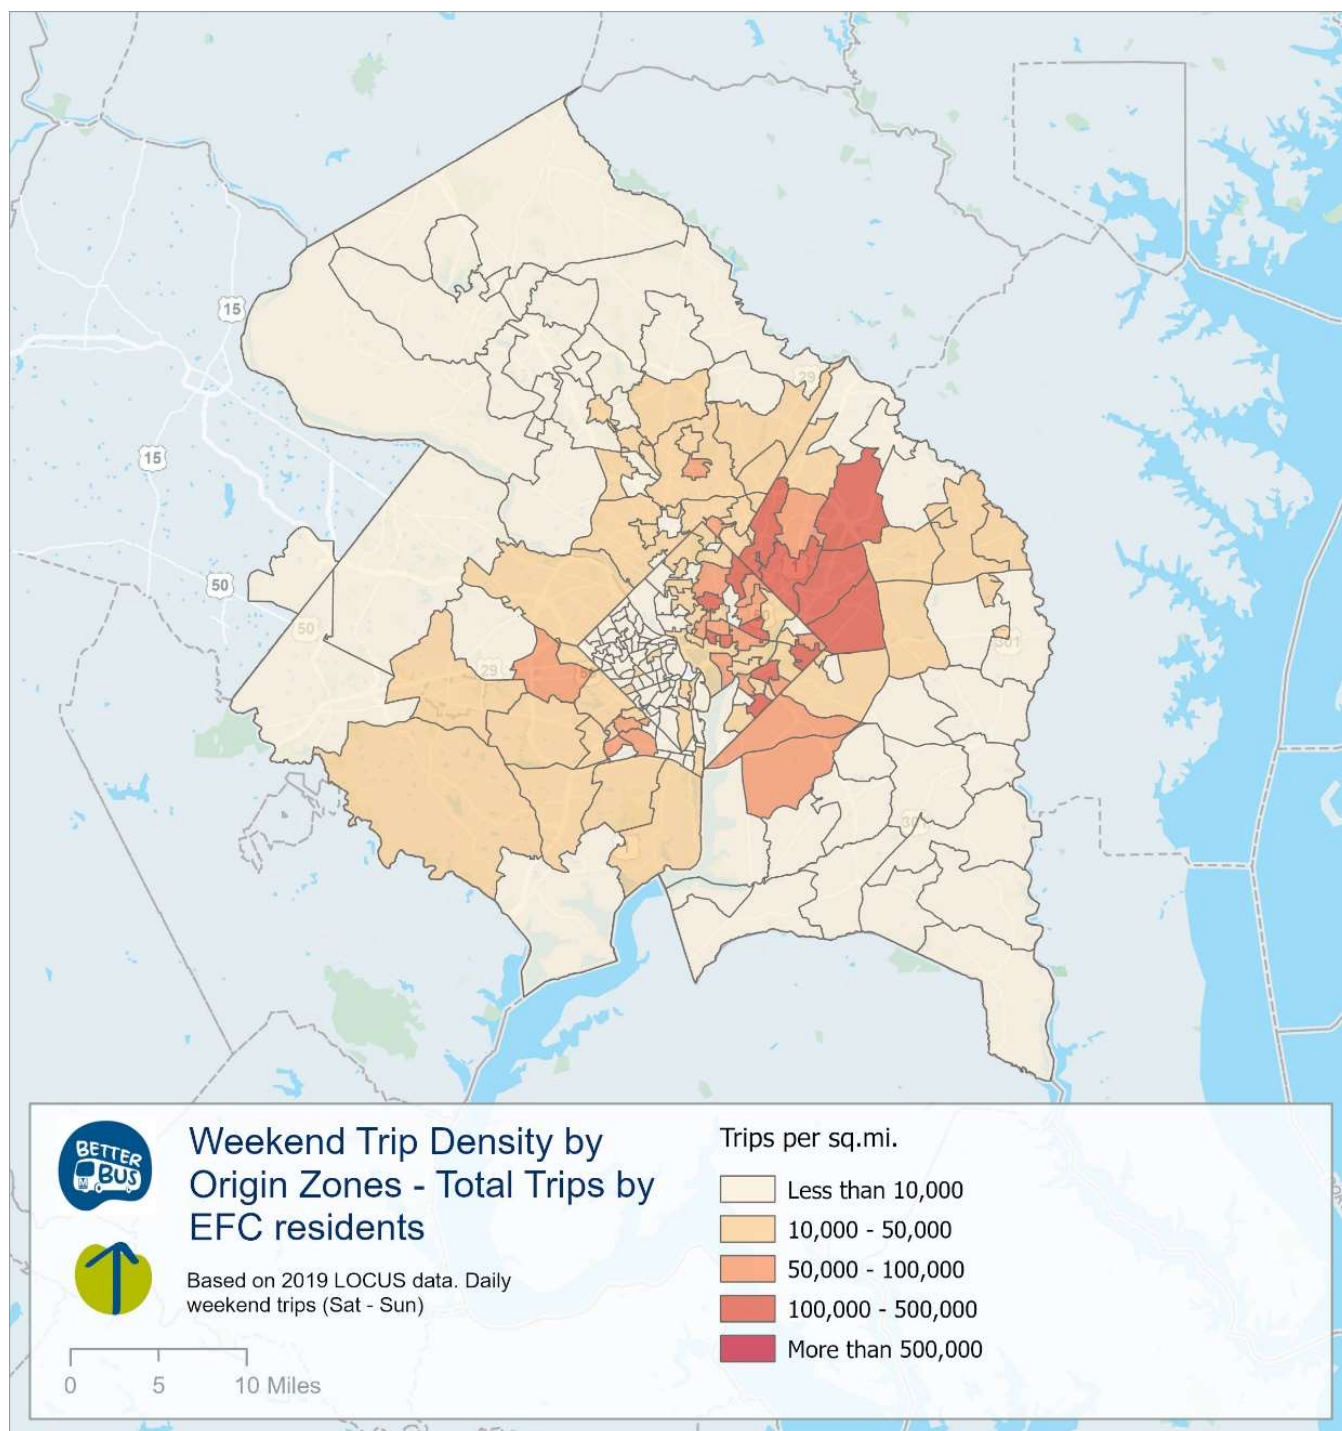 29
15
15
50
50
29
50
301
301
1
BETTER
BUS
M
Weekend Trip Density by
Origin Zones - Total Trips by
EFC residents
Based on 2019 LOCUS data. Daily
weekend trips (Sat - Sun)
0 5 10 Miles
Trips per sq.mi.
Less than 10,000
10,000 - 50,000
50,000 - 100,000
100,000 - 500,000
More than 500,000